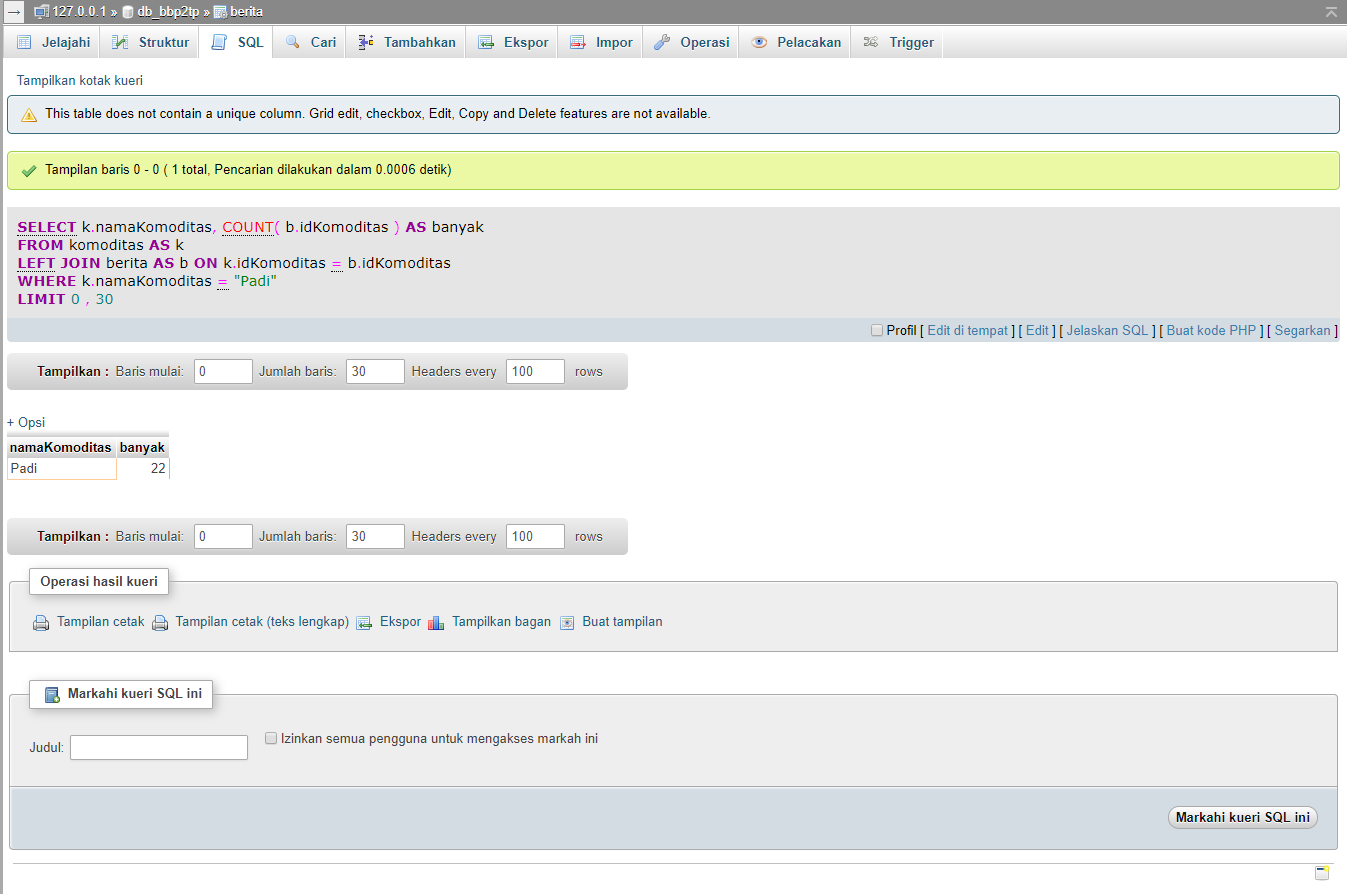 127.0.0.1 » db_bbp2tp » berita
Jelajahi Struktur SQL Cari Tambahkan Ekspor Impor Operasi Pelacakan Trigger
Tampilkan kotak kueri
This table does not contain a unique column. Grid edit, checkbox, Edit, Copy and Delete features are not available.
Tampilan baris 0 - 0 ( 1 total, Pencarian dilakukan dalam 0.0006 detik)
SELECT k.namaKomoditas, COUNT( b.idKomoditas ) AS banyak
FROM komoditas AS k
LEFT JOIN berita AS b ON k.idKomoditas = b.idKomoditas
WHERE k.namaKomoditas = "Padi"
LIMIT 0 , 30
Profil [ Edit di tempat ] [ Edit ] [ Jelaskan SQL ] [ Buat kode PHP ] [ Segarkan ]
Tampilkan : Baris mulai: 0 Jumlah baris: 30 Headers every 100 rows
+ Opsi
namaKomoditas banyak
Padi 22
Tampilkan : Baris mulai: 0 Jumlah baris: 30 Headers every 100 rows
Operasi hasil kueri
Tampilan cetak Tampilan cetak (teks lengkap) Ekspor Tampilkan bagan Buat tampilan
Markahi kueri SQL ini
Judul: Izinkan semua pengguna untuk mengakses markah ini
Markahi kueri SQL ini